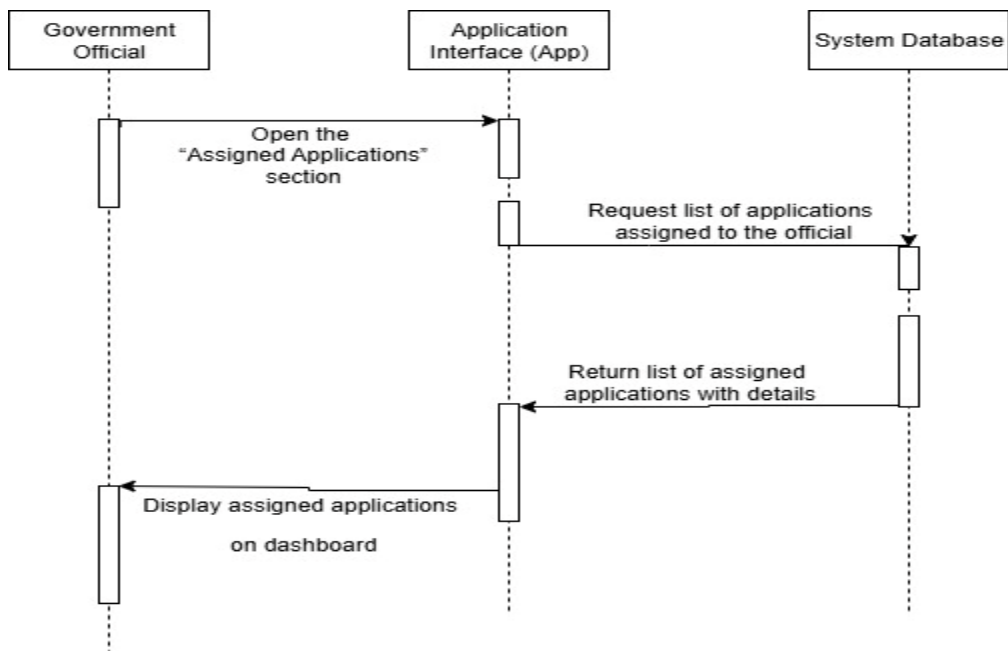 Government
Official
Application
Interface (App)
System Database
Open the
“Assigned Applications”
section
Request list of applications
assigned to the official
Return list of assigned
applications with details
Display assigned applications
on dashboard